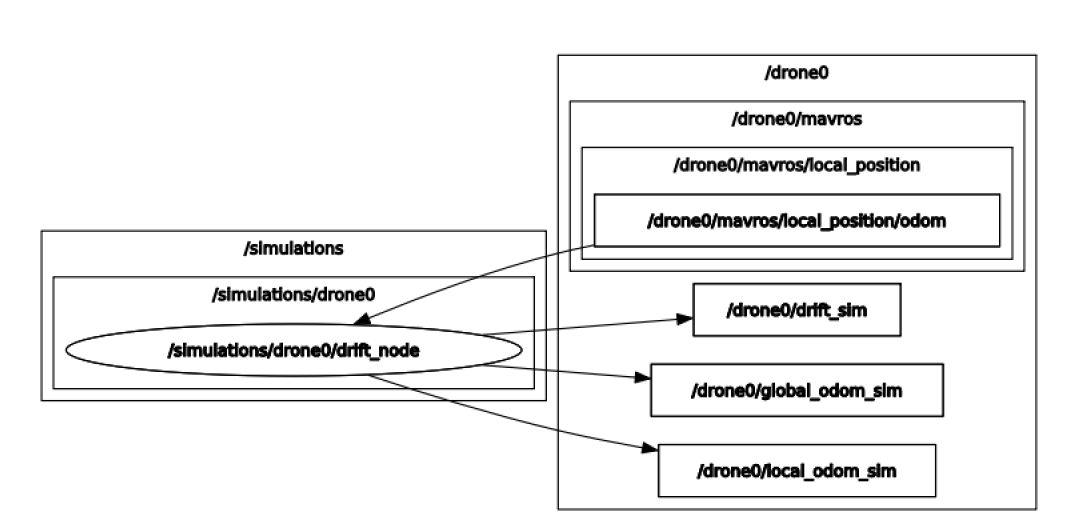 /drone0
/drone0/mavros
/drone0/mavros/local_position
/drone0/mavros/local_position/odom
/simulations
/simulations/drone0
/simulations/drone0/drift_node
/drone0/drift_sim
/drone0/global_odom_sim
/drone0/local_odom_sim